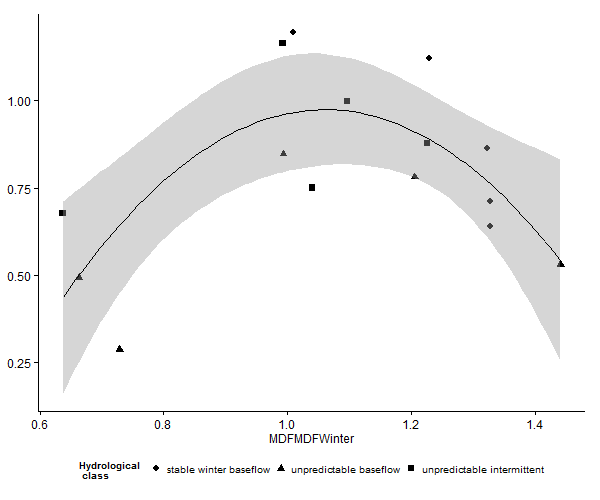 1.00
0.75
0.50
0.25
0.6 0.8 1.0 1.2 1.4
MDFMDFWinter
Hydrological class stable winter baseflow unpredictable baseflow unpredictable intermittent